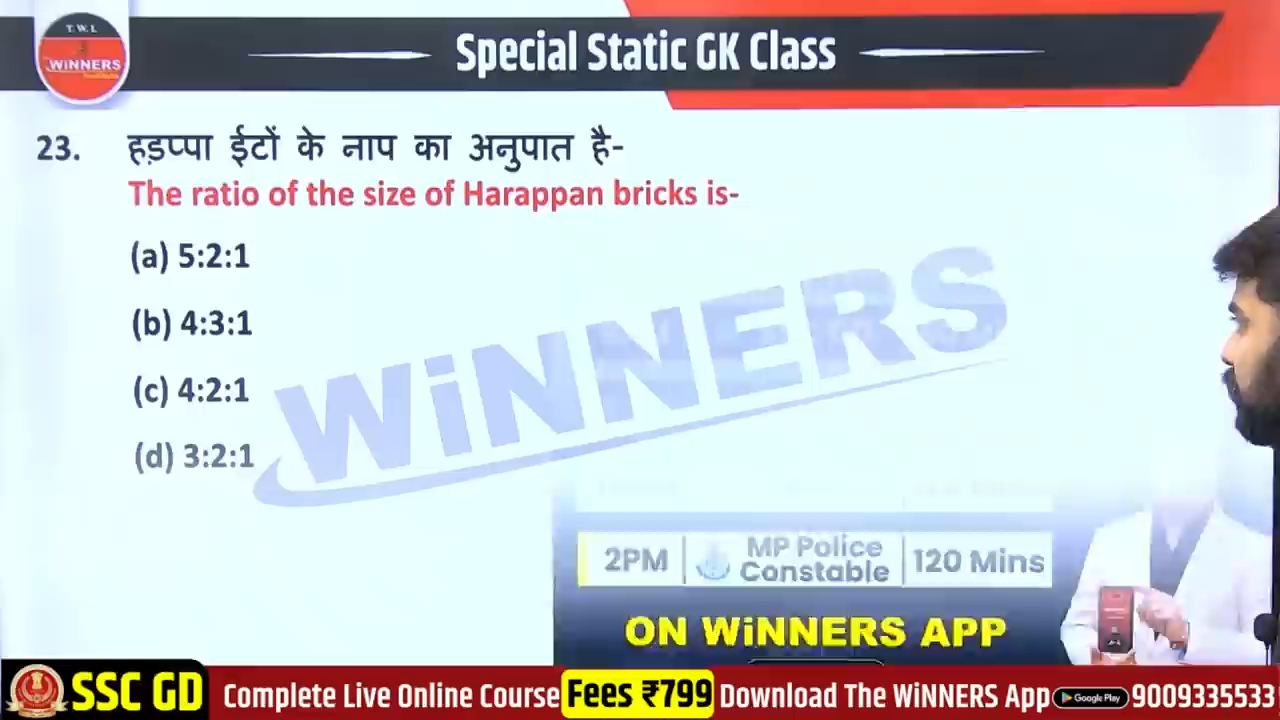 T. W. I.
WiNNERS
Special Static GK Class
23. हड़प्पा ईटों के नाप का अनुपात है-
The ratio of the size of Harappan bricks is-
(a) 5:2:1
(b) 4:3:1
(c) 4:2:1
(d) 3:2:1
WiNNERS
2PM MP Police Constable 120 Mins
ON WiNNERS APP
SSC GD Complete Live Online Course Fees ₹799 Download The WiNNERS App Google Play 9009335533